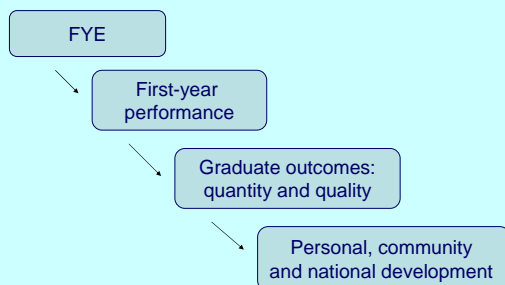 FYE
First-year
performance
Graduate outcomes:
quantity and quality
Personal, community
and national development